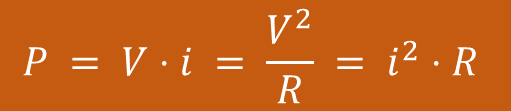 P = V · i = V²/R = i² · R